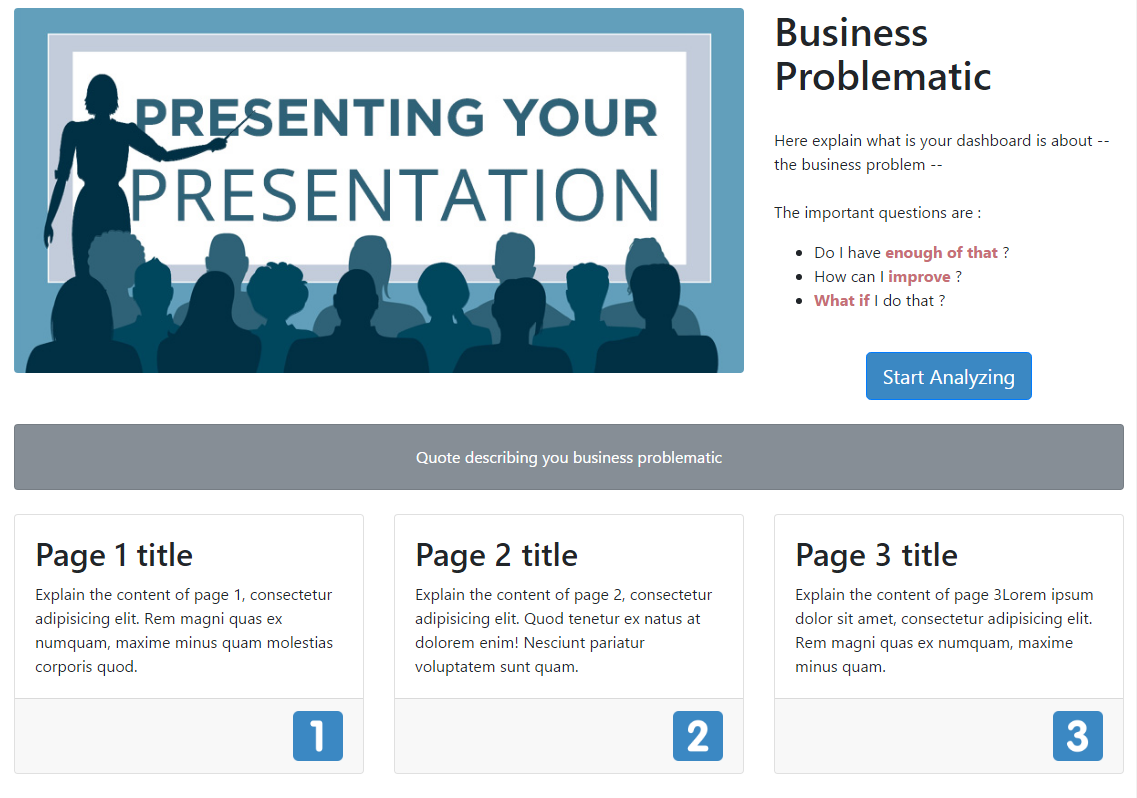 PRESENTING YOUR
PRESENTATION
Business
Problematic
Here explain what is your dashboard is about --
the business problem --
The important questions are :
Do I have enough of that ?
How can I improve ?
What if I do that ?
Start Analyzing
Quote describing you business problematic
Page 1 title
Explain the content of page 1, consectetur
adipisicing elit. Rem magni quas ex
numquam, maxime minus quam molestias
corporis quod.
1
Page 2 title
Explain the content of page 2, consectetur
adipisicing elit. Quod tenetur ex natus at
dolorem enim! Nesciunt pariatur
voluptatem sunt quam.
2
Page 3 title
Explain the content of page 3Lorem ipsum
dolor sit amet, consectetur adipisicing elit.
Rem magni quas ex numquam, maxime
minus quam.
3